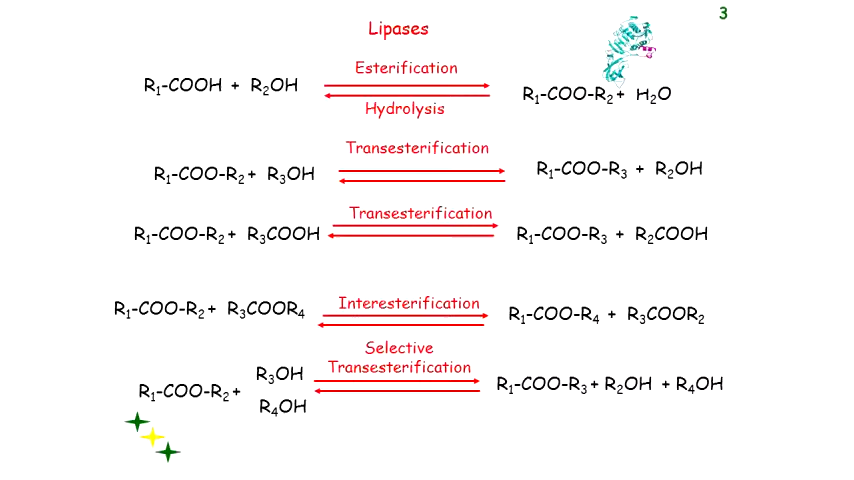 3
Lipases
Esterification
R₁-COOH + R₂OH
R₁-COO-R₂ + H₂O
Hydrolysis
Transesterification
R₁-COO-R₂ + R₃OH
R₁-COO-R₃ + R₂OH
Transesterification
R₁-COO-R₂ + R₃COOH
R₁-COO-R₃ + R₂COOH
Interesterification
R₁-COO-R₂ + R₃COOR₄
R₁-COO-R₄ + R₃COOR₂
Selective
Transesterification
R₁-COO-R₂ +
R₃OH
R₄OH
R₁-COO-R₃ + R₂OH + R₄OH